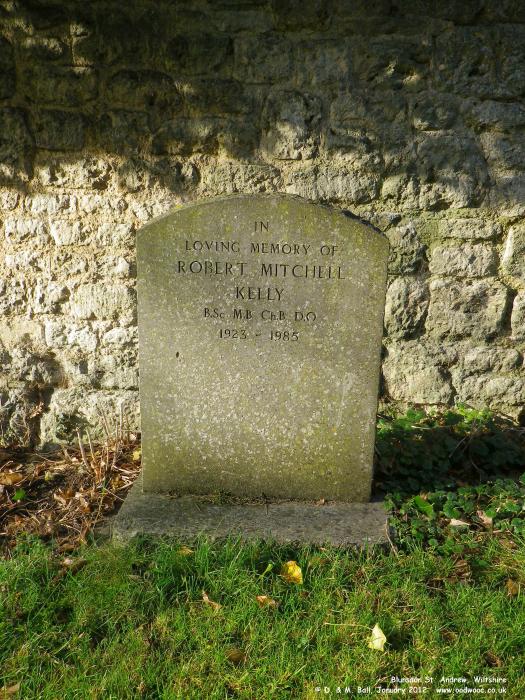 IN
LOVING MEMORY OF
ROBERT MITCHELL
KELLY
B.Sc. M.B. Ch.B. D.O.
1923 - 1985
Blunsdon St. Andrew, Wiltshire
© D. & M. Ball, January 2012 www.oodwooc.co.uk